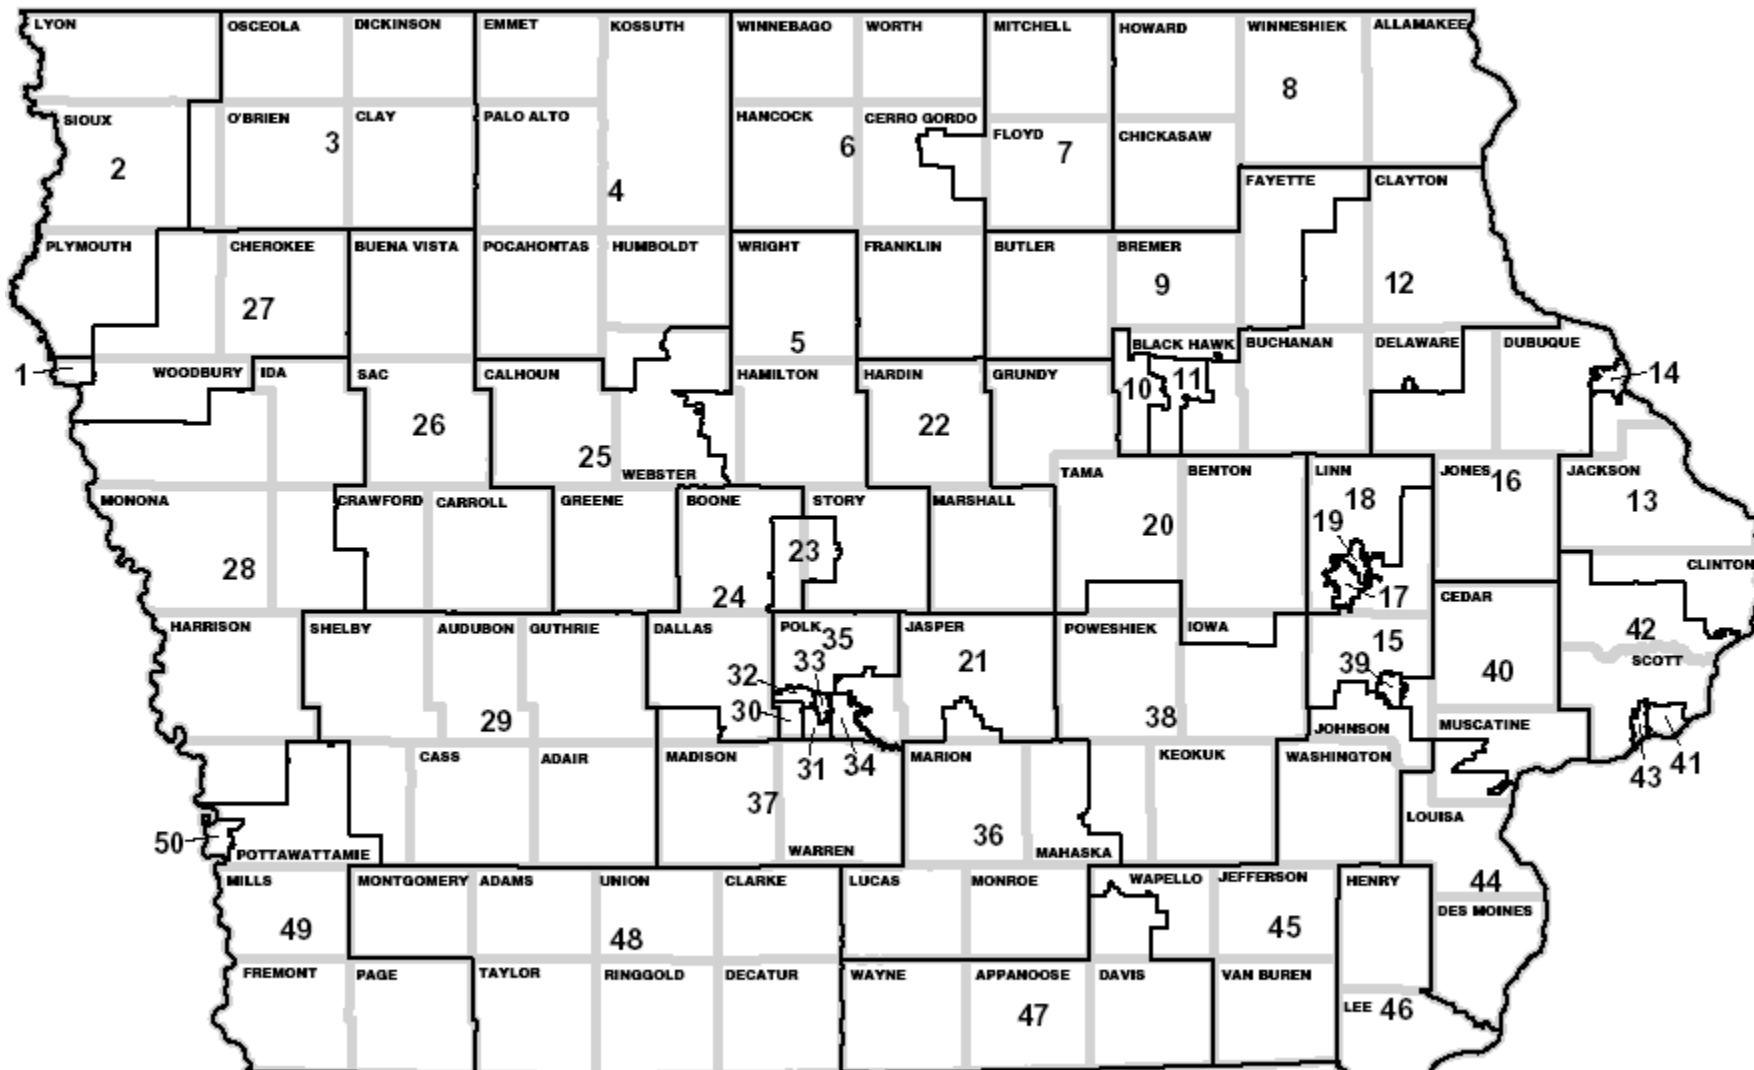 LYON OSCEOLA DICKINSON EMMET KOSSUTH WINNEBAGO WORTH MITCHELL HOWARD WINNESHIEK ALLAMAKEE
8
SIOUX O'BRIEN CLAY PALO ALTO HANCOCK CERRO GORDO FLOYD CHICKASAW
2 3 4 6 7
FAYETTE CLAYTON
PLYMOUTH CHEROKEE BUENA VISTA POCAHONTAS HUMBOLDT WRIGHT FRANKLIN BUTLER BREMER
27 5 9 12
1 WOODBURY IDA SAC CALHOUN HAMILTON HARDIN GRUNDY BLACK HAWK BUCHANAN DELAWARE DUBUQUE
10 11 14
26 25 22
WEBSTER TAMA BENTON LINN JONES 16 JACKSON
MONONA CRAWFORD CARROLL GREENE BOONE STORY MARSHALL 18 13
28 24 23 20 19 17
CLINTON
CEDAR
HARRISON SHELBY AUDUBON GUTHRIE DALLAS POLK 35 JASPER POWESHIEK IOWA 15 42
SCOTT
32 33 21 39 40
29 30 38
JOHNSON MUSCATINE
CASS ADAIR MADISON 31 34 MARION KEOKUK WASHINGTON 43 41
37 36
LOUISA
50 POTTAWATTAMIE WARREN MAHASKA
MILLS MONTGOMERY ADAMS UNION CLARKE LUCAS MONROE WAPELLO JEFFERSON HENRY 44
DES MOINES
49 48 45
FREMONT PAGE TAYLOR RINGGOLD DECATUR WAYNE APPANOOSE DAVIS VAN BUREN
47 LEE 46